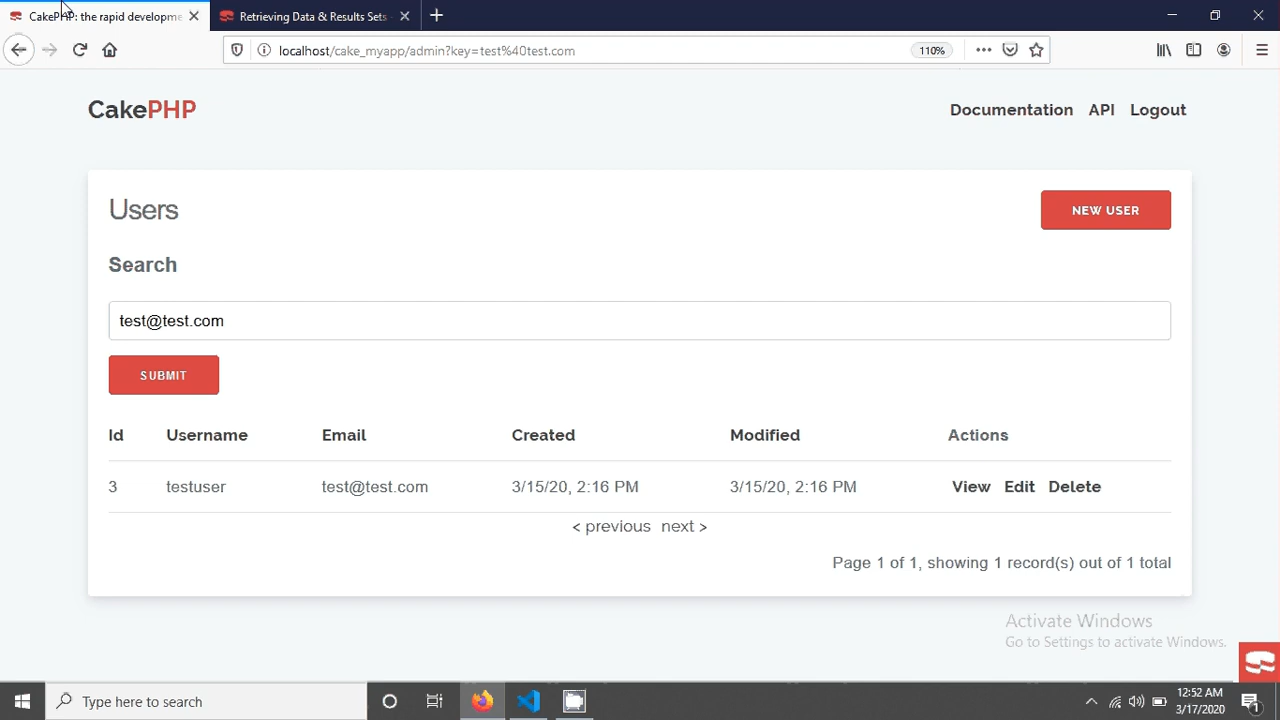 CakePHP: the rapid developme
Retrieving Data & Results Sets
localhost/cake_myapp/admin?key=test%40test.com
110%
CakePHP
Documentation API Logout
Users
NEW USER
Search
test@test.com
SUBMIT
Id Username Email Created Modified Actions
3 testuser test@test.com 3/15/20, 2:16 PM 3/15/20, 2:16 PM View Edit Delete
< previous next >
Page 1 of 1, showing 1 record(s) out of 1 total
Activate Windows
Go to Settings to activate Windows.
Type here to search
12:52 AM
3/17/2020
1